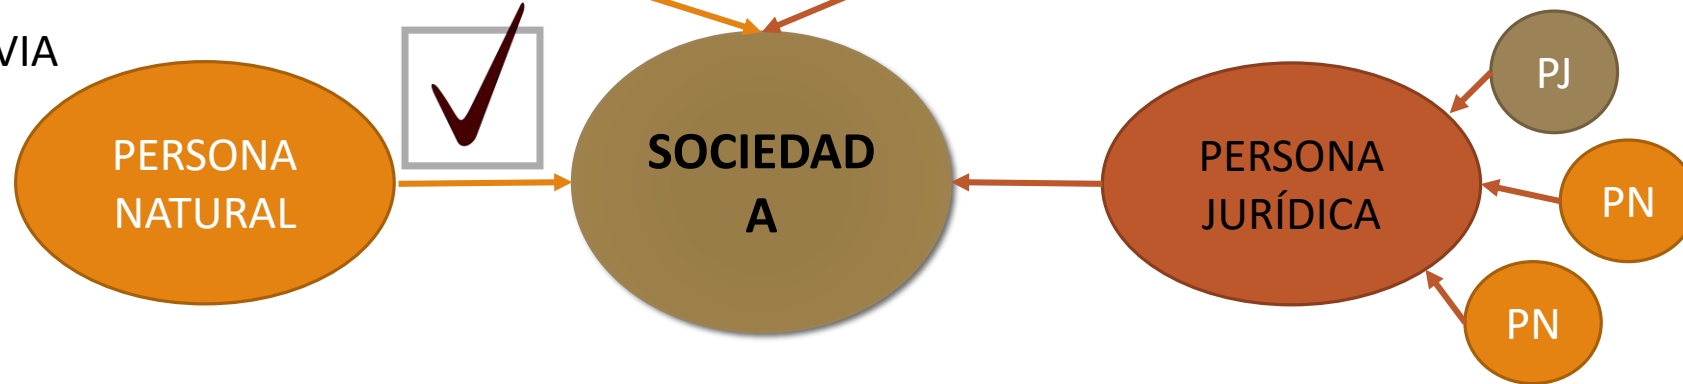 VIA
PERSONA
NATURAL
SOCIEDAD
A
PERSONA
JURÍDICA
PJ
PN
PN